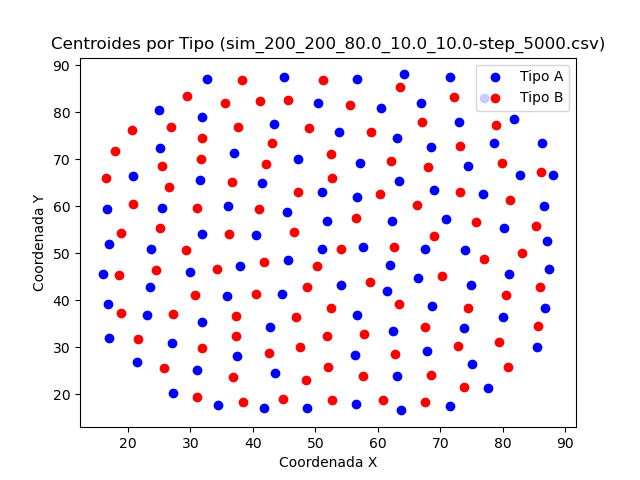 Centroides por Tipo (sim_200_200_80.0_10.0_10.0-step_5000.csv)
Tipo A
Tipo B
90
80
70
60
50
40
30
20
Coordenada Y
20 30 40 50 60 70 80 90
Coordenada X